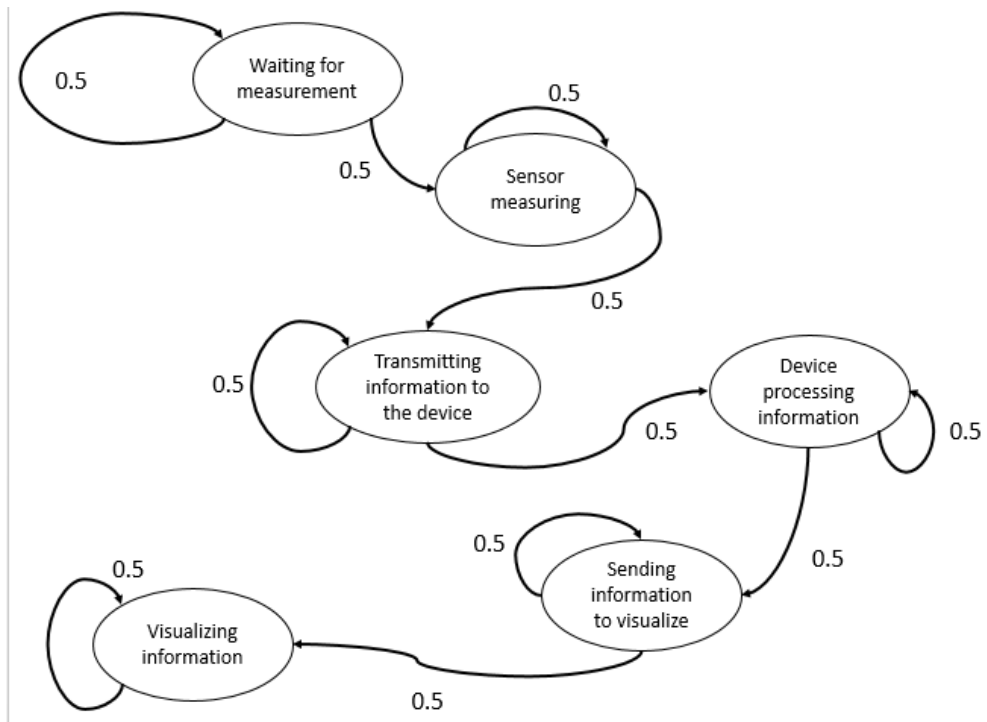 0.5
Waiting for
measurement
0.5
0.5
Sensor
measuring
0.5
0.5
Transmitting
information to
the device
0.5
Device
processing
information
0.5
0.5
0.5
Sending
information
to visualize
0.5
Visualizing
information
0.5